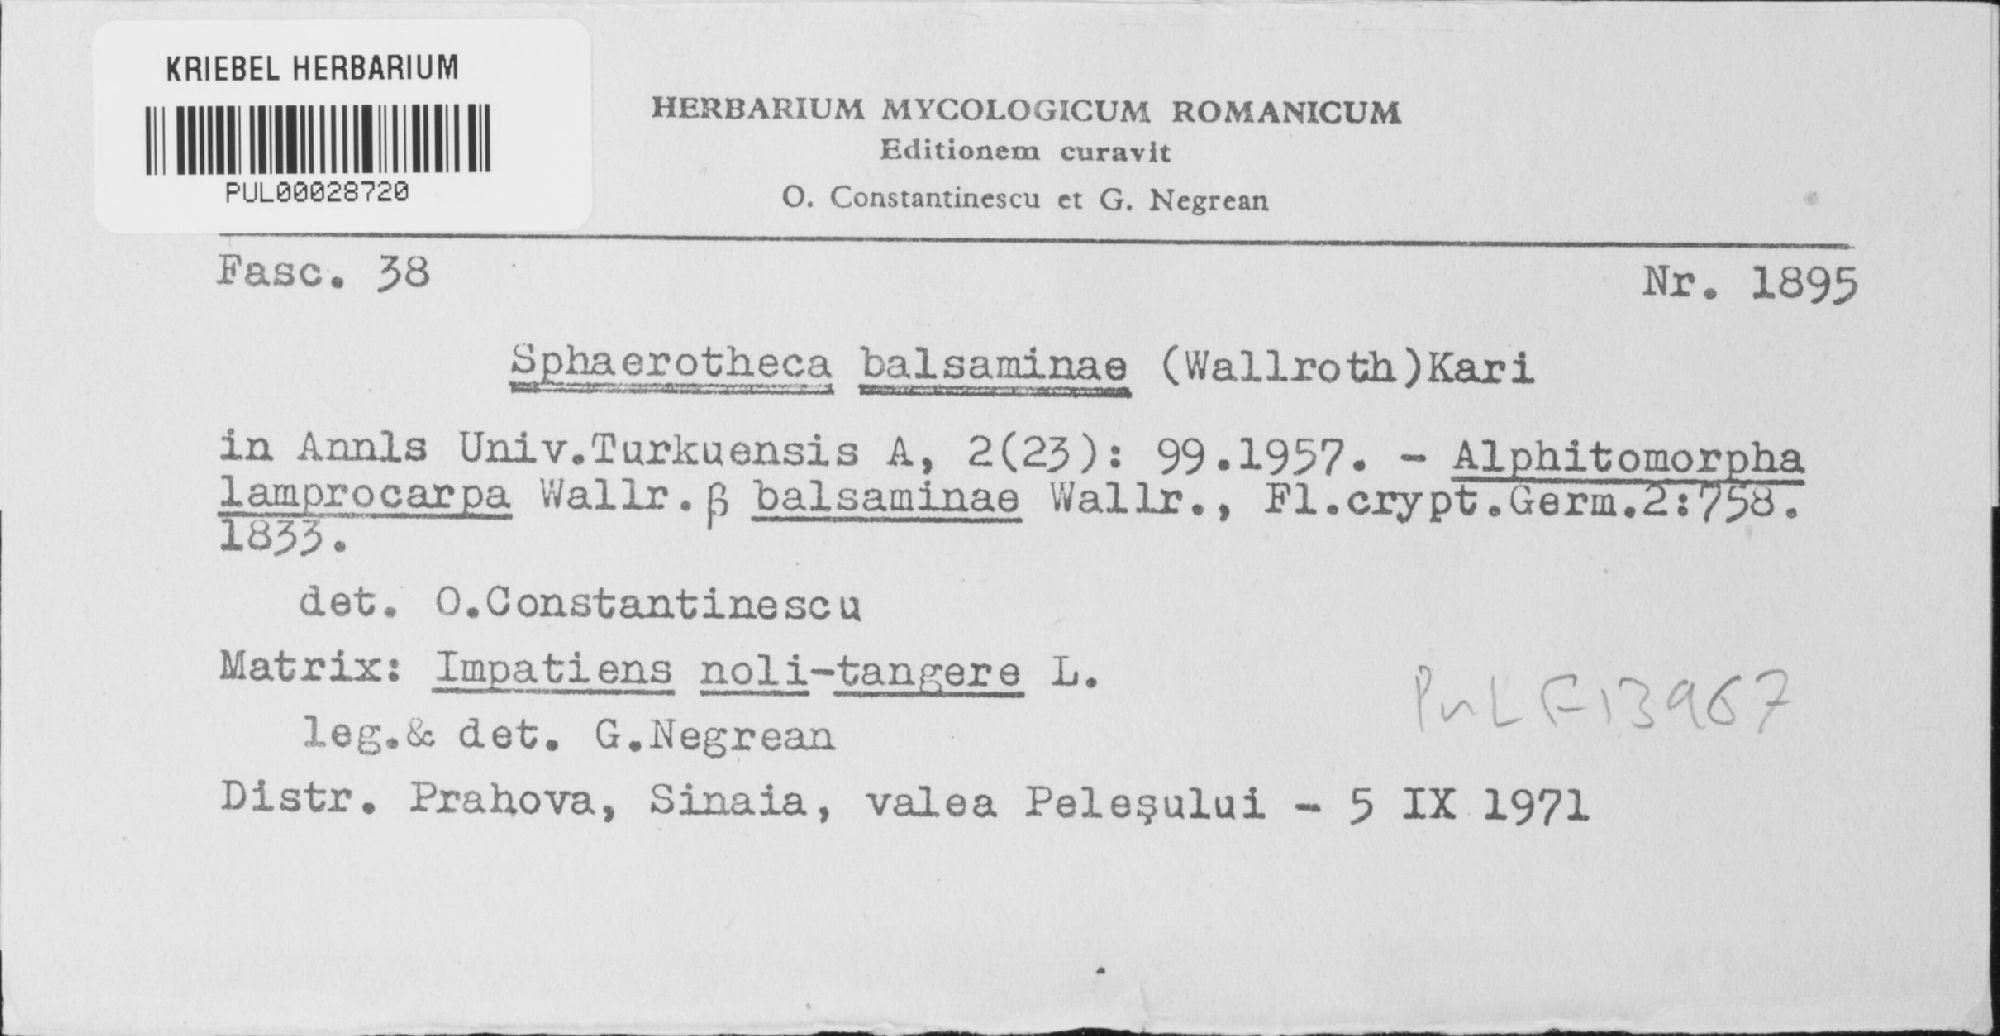 KRIEBEL HERBARIUM
PUL00028720
HERBARIUM MYCOLOGICUM ROMANICUM
Editionem curavit
O. Constantinescu et G. Negrean
Fasc. 38
Nr. 1895
Sphaerotheca balsaminae (Wallroth)Kari
in Annls Univ.Turkuensis A, 2(23): 99.1957. - Alphitomorpha
lamprocarpa Wallr.β balsaminae Wallr., Fl.crypt.Germ.2:758.
1833.
det. O.Constantinescu
Matrix: Impatiens noli-tangere L.
PuL F13967
leg.& det. G.Negrean
Distr. Prahova, Sinaia, valea Peleşului - 5 IX 1971